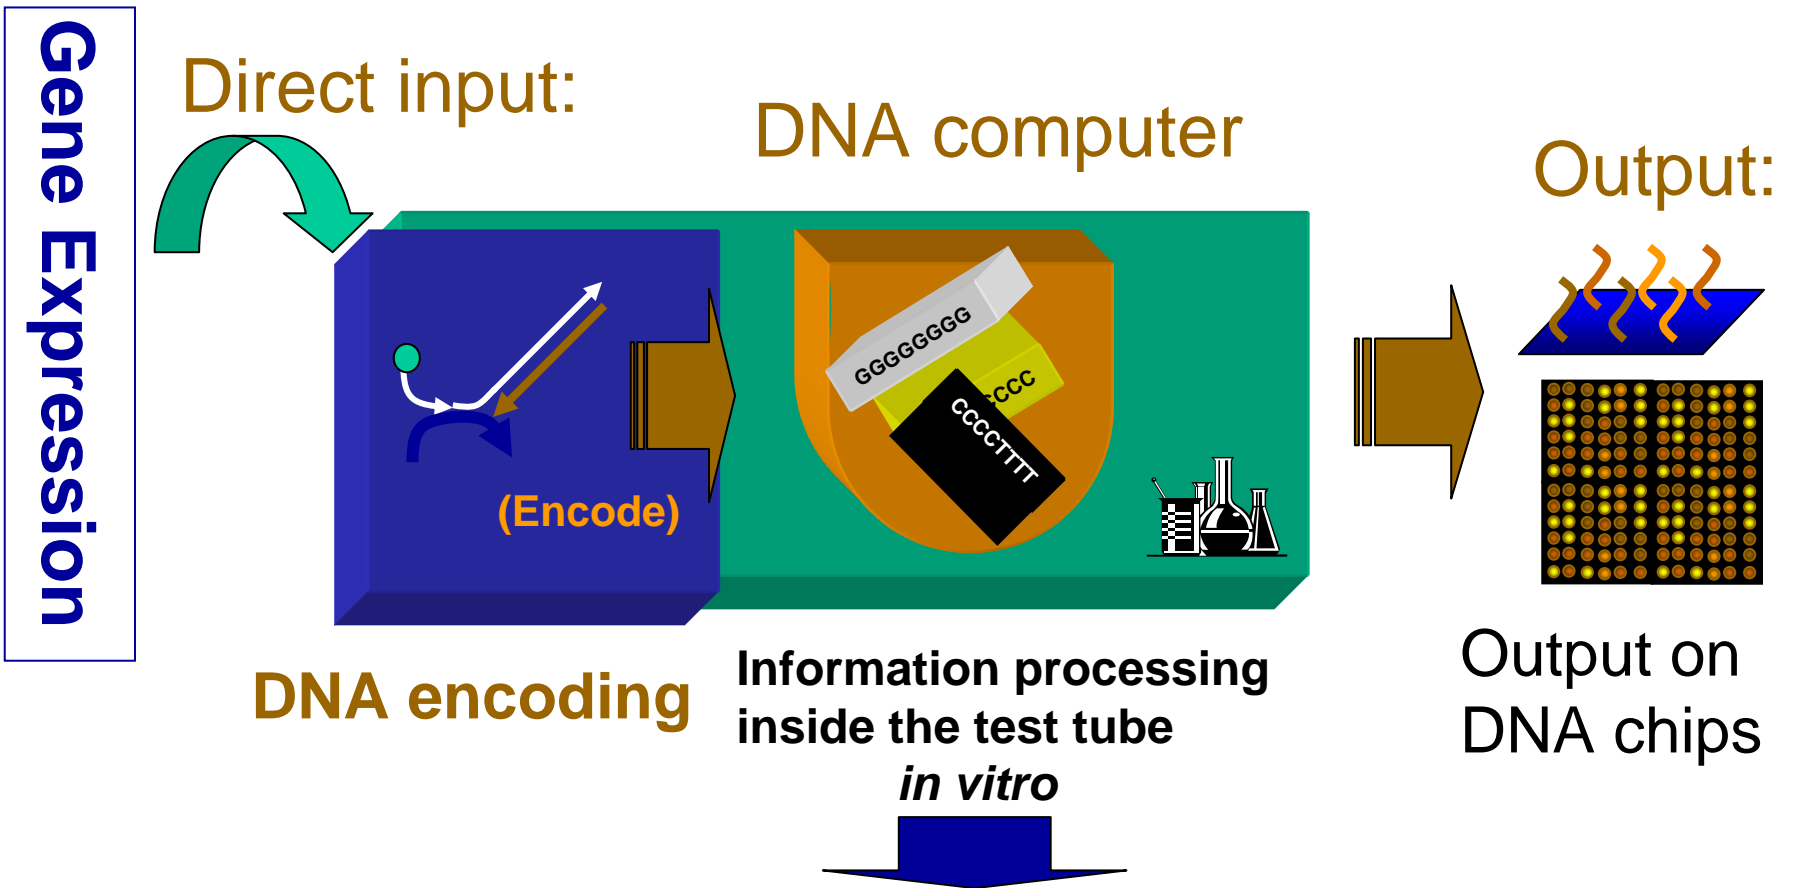 Gene Expression
Direct input:
DNA computer
Output:
GGGGGGGG
CCCC
CCCCTTTT
(Encode)
DNA encoding
Information processing
inside the test tube
in vitro
Output on
DNA chips